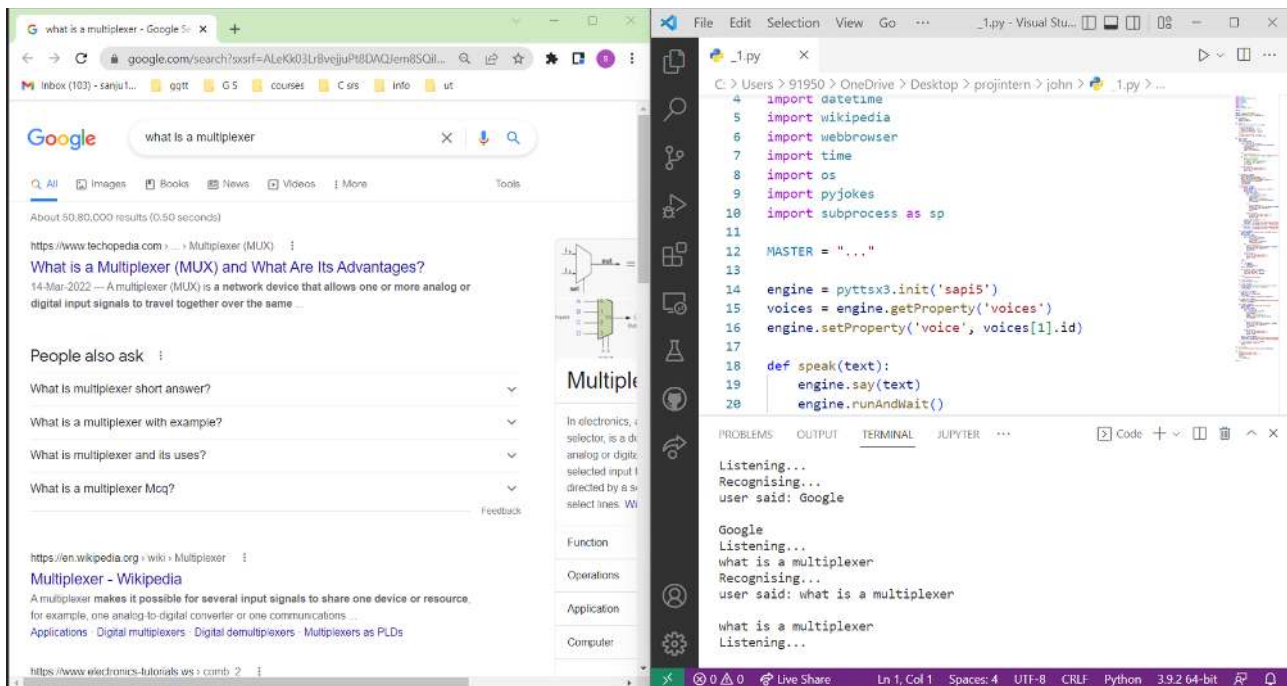 what is a multiplexer - Google Se
google.com/search?sxsrf=ALeKk03LrBvejjuPt8DAQJem8SQil...
Inbox (103) - sanju1...
gqtt
G 5
courses
C srs
info
ut
Google
what is a multiplexer
All
Images
Books
News
Videos
More
Tools
About 50,80,000 results (0.50 seconds)
https://www.techopedia.com › ... › Multiplexer (MUX)
What is a Multiplexer (MUX) and What Are Its Advantages?
14-Mar-2022 — A multiplexer (MUX) is a network device that allows one or more analog or
digital input signals to travel together over the same ...
People also ask
What is multiplexer short answer?
What is a multiplexer with example?
What is multiplexer and its uses?
What is a multiplexer Mcq?
Feedback
https://en.wikipedia.org › wiki › Multiplexer
Multiplexer - Wikipedia
A multiplexer makes it possible for several input signals to share one device or resource,
for example, one analog-to-digital converter or one communications ...
Applications · Digital multiplexers · Digital demultiplexers · Multiplexers as PLDs
https://www.electronics-tutorials.ws › comb_2
out
sel
Multiple
In electronics, a
selector, is a
analog or digita
selected input
directed by a
select lines. Wi
Function
Operations
Application
Computer
File Edit Selection View Go ···
_1.py - Visual Stu...
_1.py
C: > Users > 91950 > OneDrive > Desktop > projintern > john > _1.py > ...
4 import datetime
5 import wikipedia
6 import webbrowser
7 import time
8 import os
9 import pyjokes
10 import subprocess as sp
11
12 MASTER = "..."
13
14 engine = pyttsx3.init('sapi5')
15 voices = engine.getProperty('voices')
16 engine.setProperty('voice', voices[1].id)
17
18 def speak(text):
19 engine.say(text)
20 engine.runAndWait()
PROBLEMS OUTPUT TERMINAL JUPYTER ···
Code
Listening...
Recognising...
user said: Google
Google
Listening...
what is a multiplexer
Recognising...
user said: what is a multiplexer
what is a multiplexer
Listening...
0 0 Live Share Ln 1, Col 1 Spaces: 4 UTF-8 CRLF Python 3.9.2 64-bit